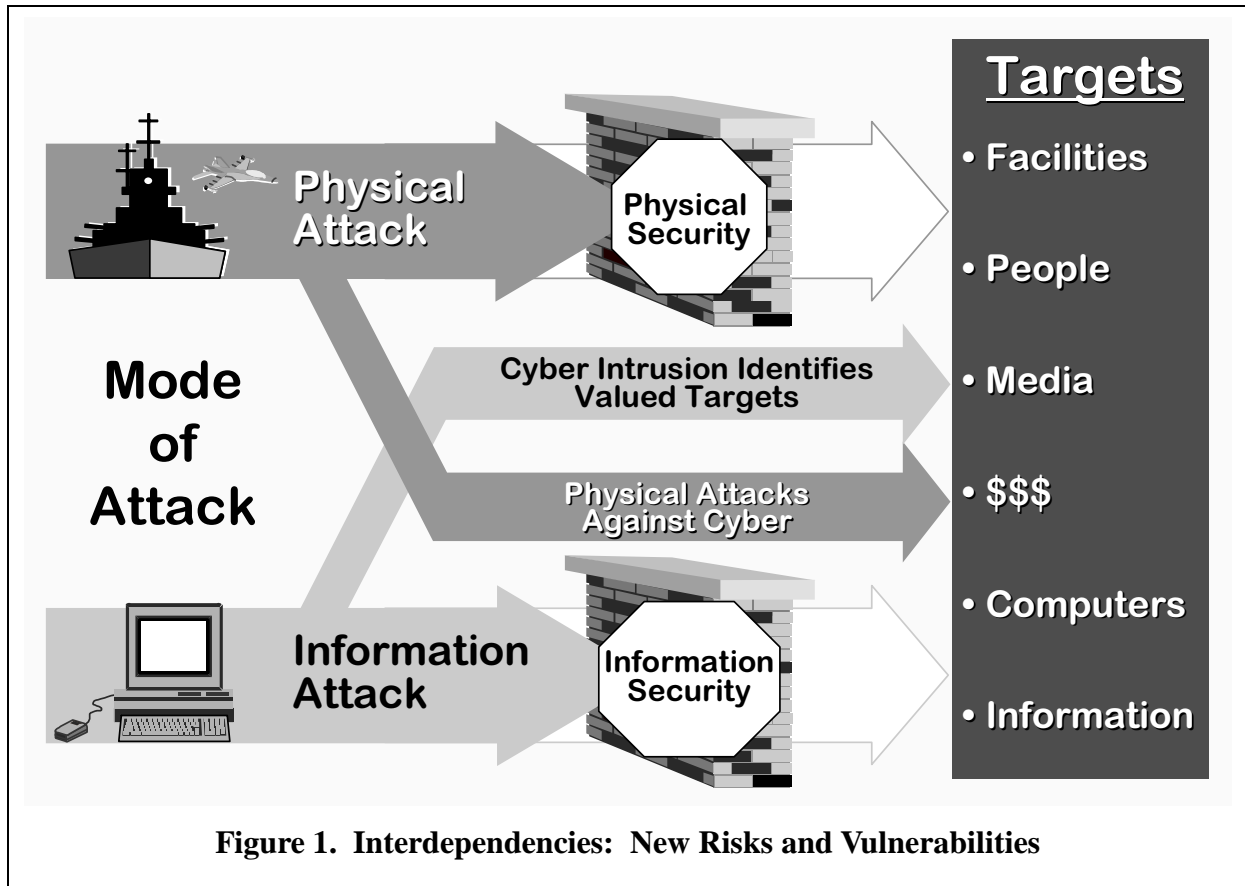 Targets
• Facilities
• People
• Media
• $$$
• Computers
• Information
Physical
Attack
Physical
Security
Mode
of
Attack
Cyber Intrusion Identifies
Valued Targets
Physical Attacks
Against Cyber
Information
Attack
Information
Security
Figure 1.  Interdependencies:  New Risks and Vulnerabilities